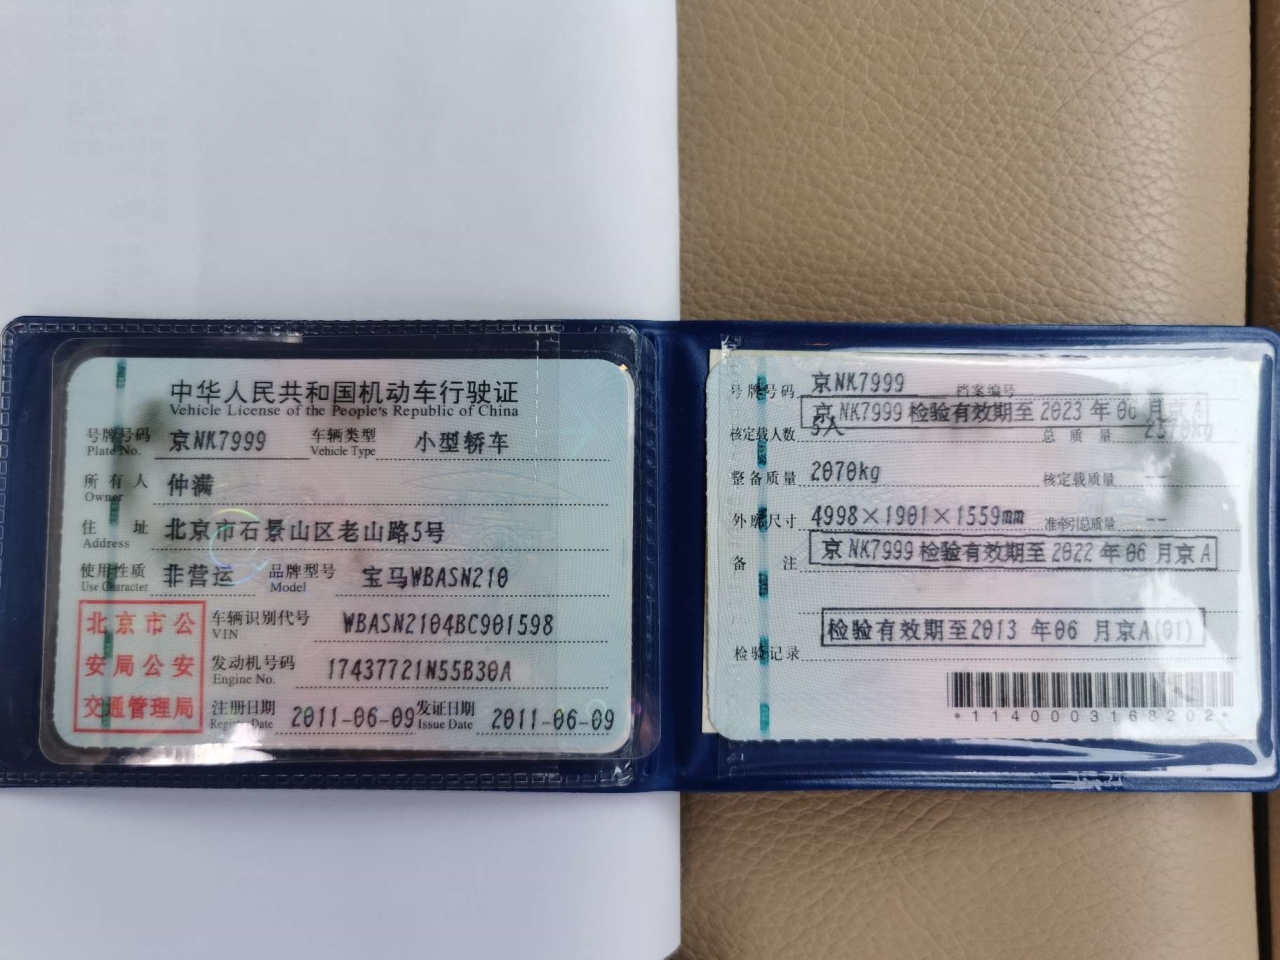 中华人民共和国机动车行驶证
Vehicle License of the People's Republic of China
号牌号码 京NK7999 车辆类型 小型轿车
Plate No. Vehicle Type
所有人 仲满
Owner
住址 北京市石景山区老山路5号
Address
使用性质 非营运 品牌型号 宝马WBASN210
Use Character Model
北京市公安局公安交通管理局
车辆识别代号 WBASN2104BC901598
VIN
发动机号码 17437721N55B30A
Engine No.
注册日期 2011-06-09 发证日期 2011-06-09
Register Date Issue Date
号牌号码 京NK7999 档案编号
京NK7999检验有效期至2023年06月京A
核定载人数 5人 总质量 2570kg
整备质量 2070kg 核定载质量 --
外廓尺寸 4998×1901×1559mm 准牵引总质量 --
京NK7999检验有效期至2022年06月京A
备注
检验有效期至2013年06月京A(01)
检验记录
*1140003168202*